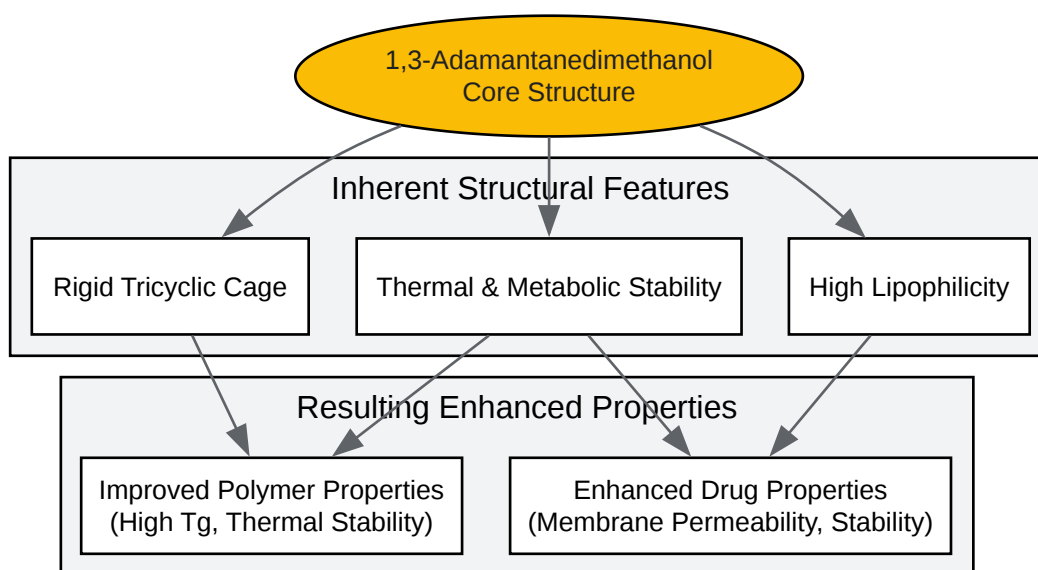 1,3-Adamantanedimethanol
Core Structure
Inherent Structural Features
Rigid Tricyclic Cage
Thermal & Metabolic Stability
High Lipophilicity
Resulting Enhanced Properties
Improved Polymer Properties
(High Tg, Thermal Stability)
Enhanced Drug Properties
(Membrane Permeability, Stability)